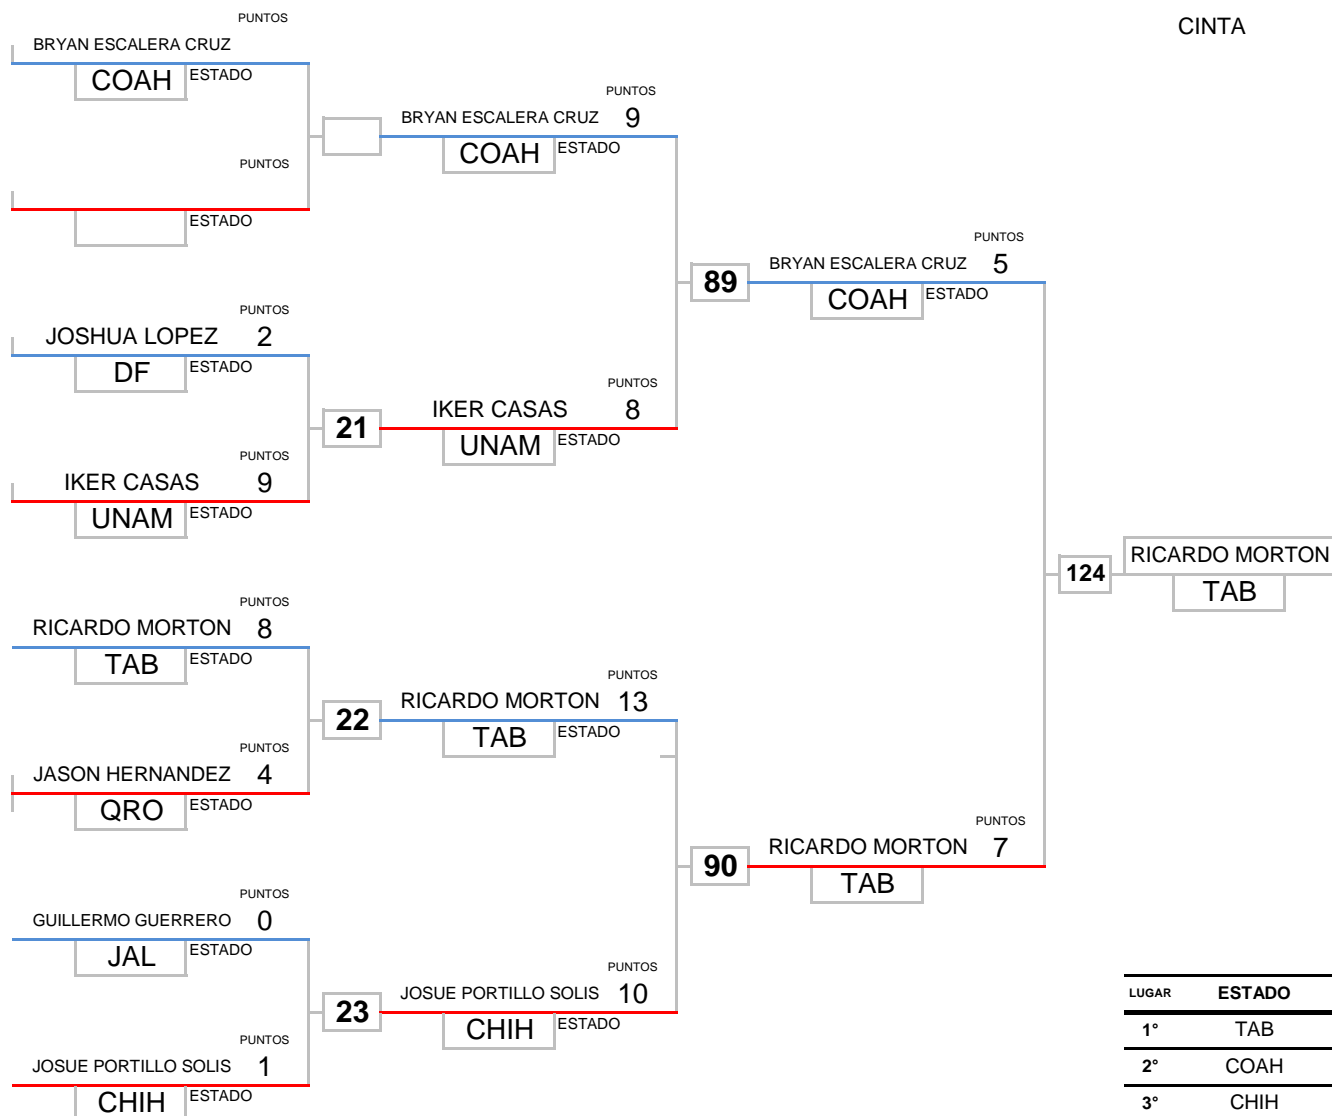 PUNTOS
CINTA
BRYAN ESCALERA CRUZ
COAH ESTADO
PUNTOS
BRYAN ESCALERA CRUZ 9
COAH ESTADO
PUNTOS
ESTADO
PUNTOS
BRYAN ESCALERA CRUZ 5
89
COAH ESTADO
PUNTOS
JOSHUA LOPEZ 2
DF ESTADO
PUNTOS
IKER CASAS 8
21
UNAM ESTADO
PUNTOS
IKER CASAS 9
UNAM ESTADO
RICARDO MORTON
124
TAB
PUNTOS
RICARDO MORTON 8
TAB ESTADO
PUNTOS
RICARDO MORTON 13
22
TAB ESTADO
PUNTOS
JASON HERNANDEZ 4
QRO ESTADO
PUNTOS
RICARDO MORTON 7
90
TAB
PUNTOS
GUILLERMO GUERRERO 0
JAL ESTADO
PUNTOS
JOSUE PORTILLO SOLIS 10
23
CHIH ESTADO
PUNTOS
JOSUE PORTILLO SOLIS 1
CHIH ESTADO
LUGAR ESTADO
1° TAB
2° COAH
3° CHIH